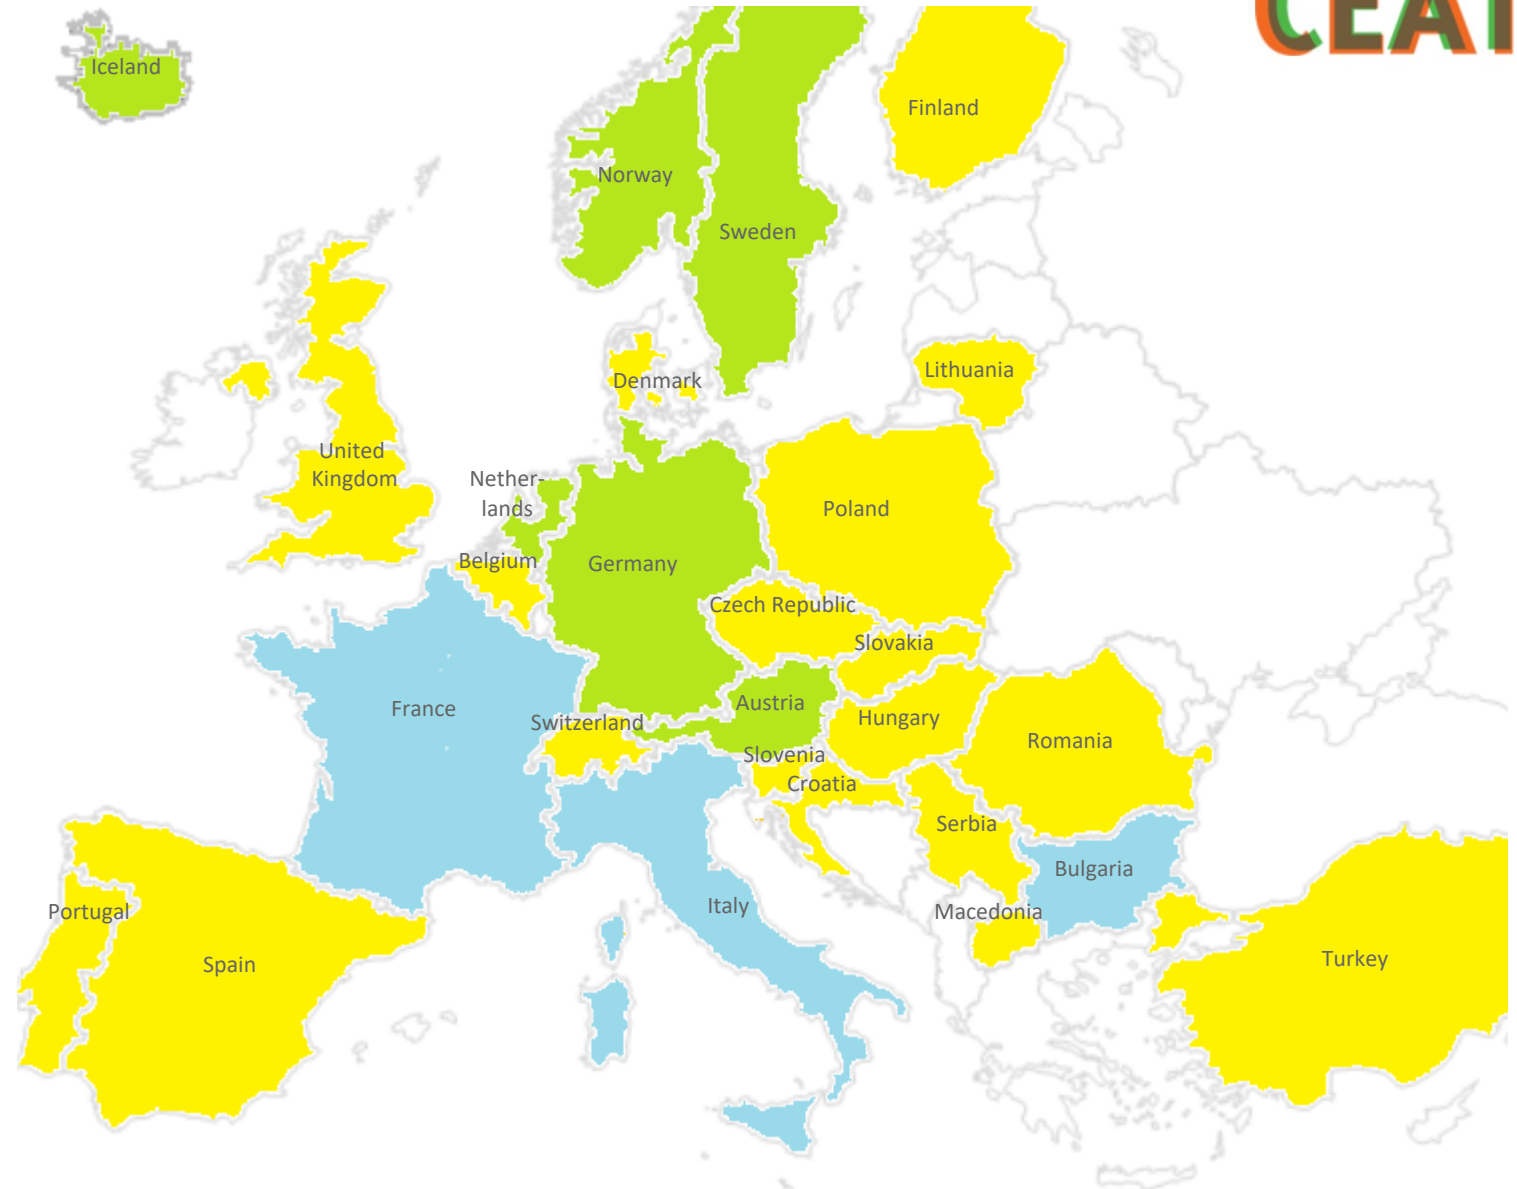 CEAT
Iceland
Finland
Norway
Sweden
Lithuania
Denmark
United
Kingdom
Nether-
lands
Poland
Belgium
Germany
Czech Republic
Slovakia
France
Switzerland
Austria
Hungary
Slovenia
Romania
Croatia
Serbia
Bulgaria
Portugal
Italy
Macedonia
Spain
Turkey